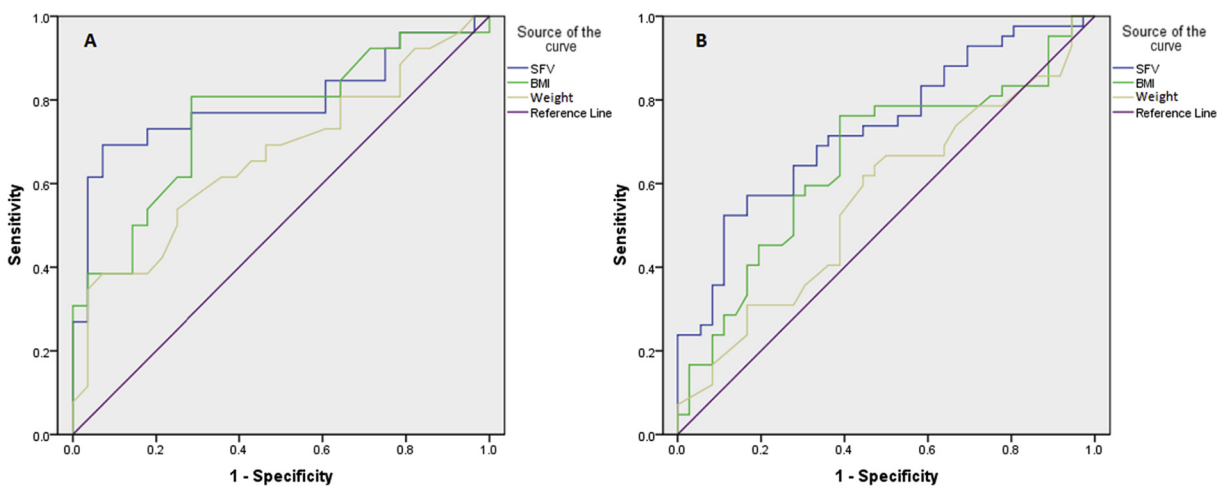 A
Source of the
curve
SFV
BMI
Weight
Reference Line
Sensitivity
1.0
0.8
0.6
0.4
0.2
0.0
0.0
0.2
0.4
0.6
0.8
1.0
1 - Specificity
B
Source of the
curve
SFV
BMI
Weight
Reference Line
Sensitivity
1.0
0.8
0.6
0.4
0.2
0.0
0.0
0.2
0.4
0.6
0.8
1.0
1 - Specificity